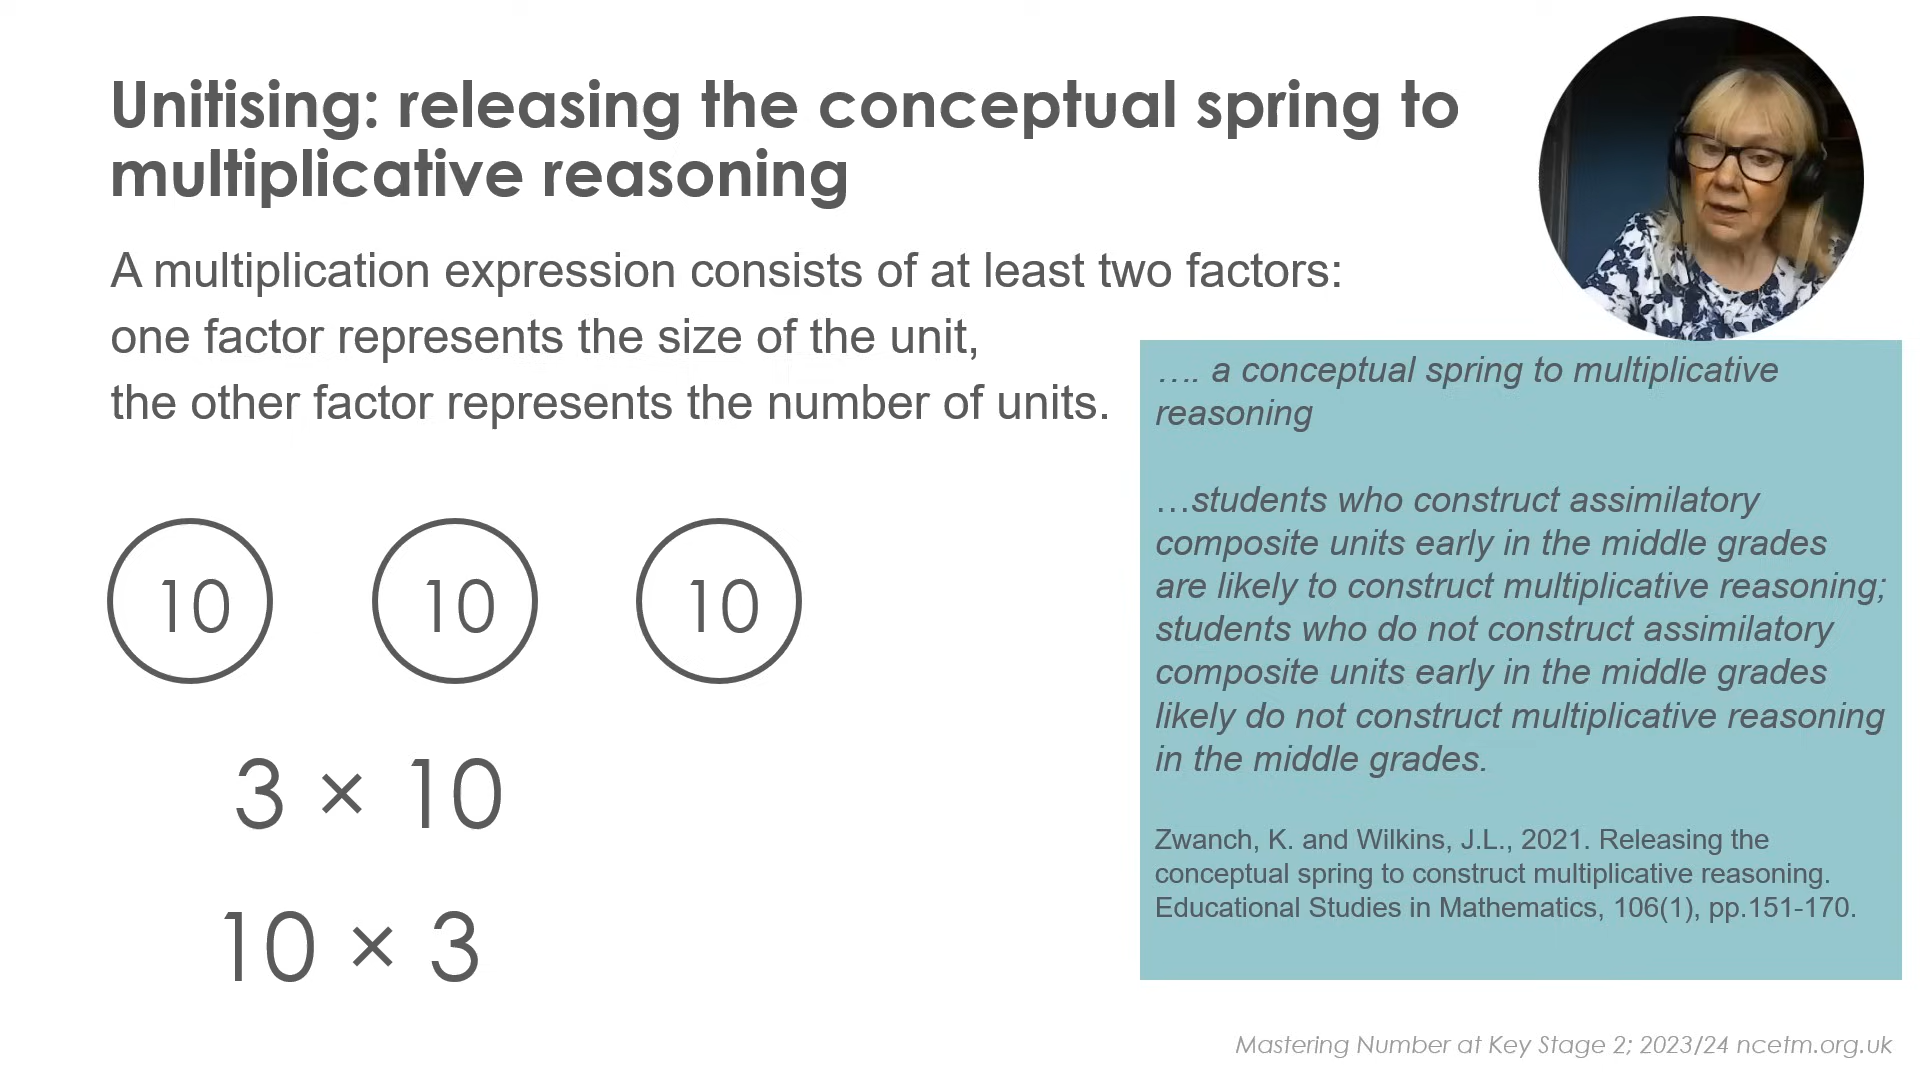 Unitising: releasing the conceptual spring to
multiplicative reasoning
A multiplication expression consists of at least two factors:
one factor represents the size of the unit,
the other factor represents the number of units.
10 10 10
3 × 10
10 × 3
…. a conceptual spring to multiplicative
reasoning
…students who construct assimilatory
composite units early in the middle grades
are likely to construct multiplicative reasoning;
students who do not construct assimilatory
composite units early in the middle grades
likely do not construct multiplicative reasoning
in the middle grades.
Zwanch, K. and Wilkins, J.L., 2021. Releasing the
conceptual spring to construct multiplicative reasoning.
Educational Studies in Mathematics, 106(1), pp.151-170.
Mastering Number at Key Stage 2; 2023/24 ncetm.org.uk